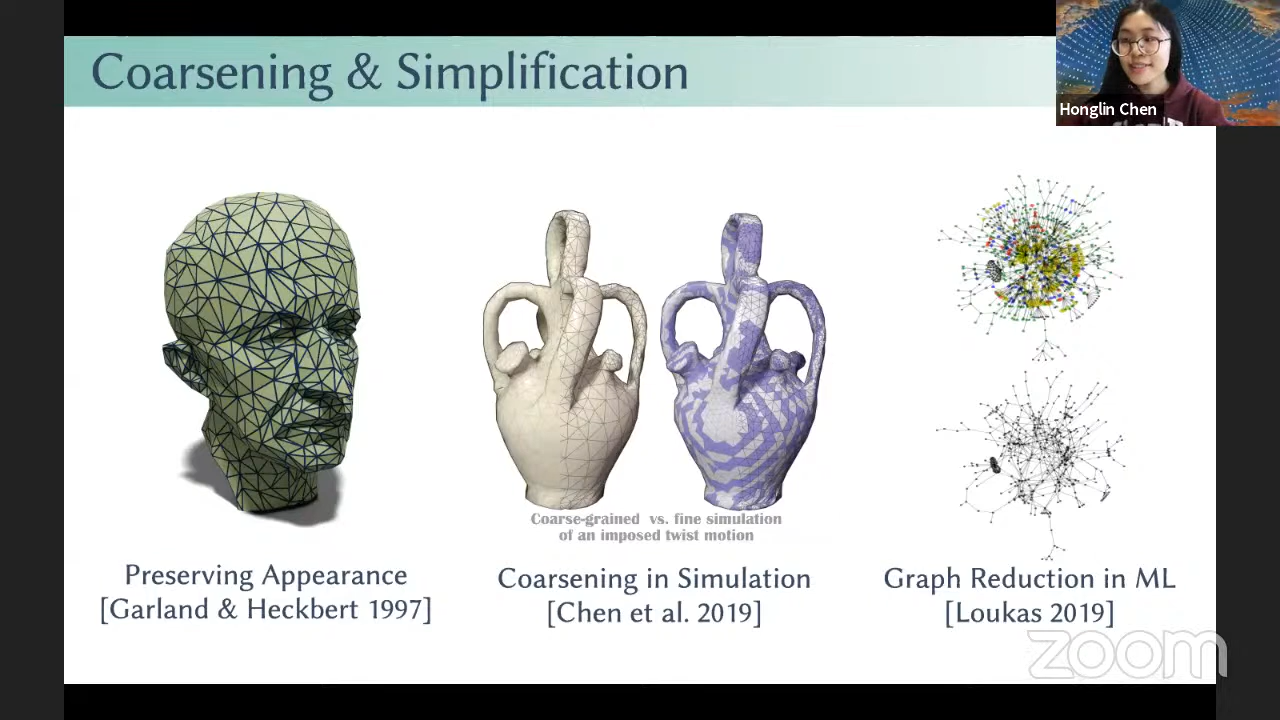 Coarsening & Simplification
Honglin Chen
Coarse-grained vs. fine simulation
of an imposed twist motion
Preserving Appearance
[Garland & Heckbert 1997]
Coarsening in Simulation
[Chen et al. 2019]
Graph Reduction in ML
[Loukas 2019]
zoom